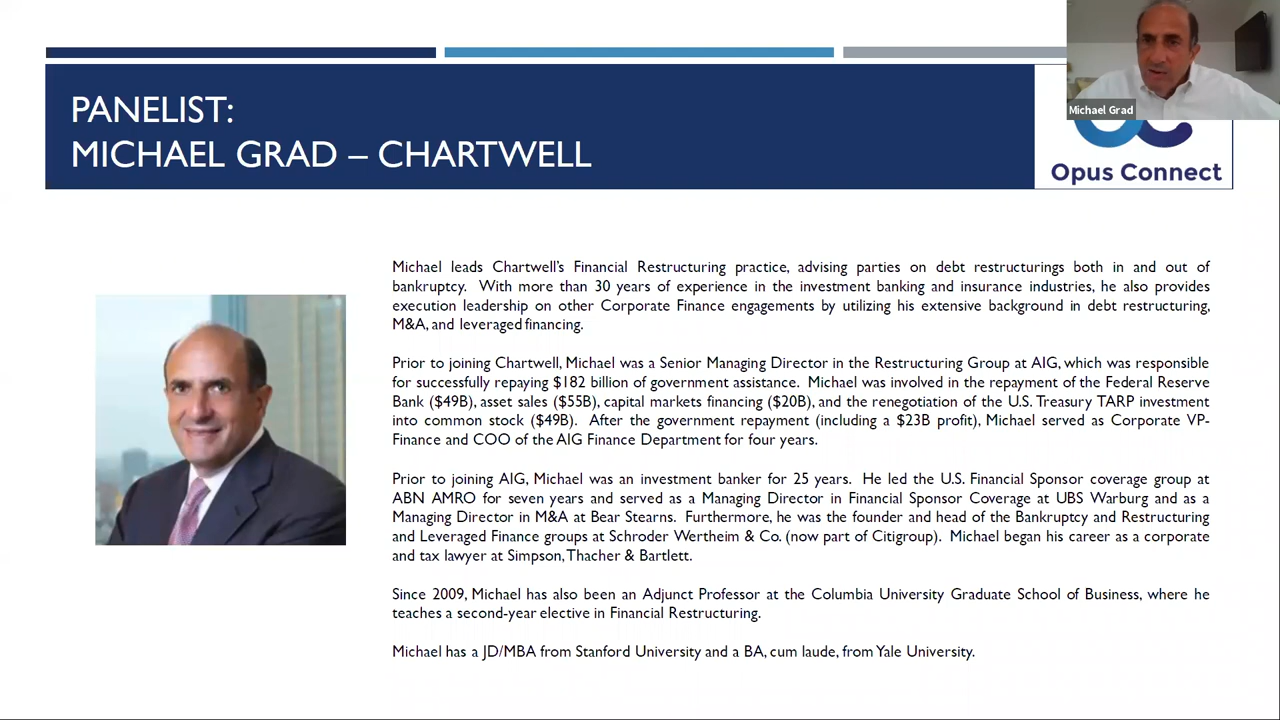 PANELIST:
MICHAEL GRAD – CHARTWELL
Michael Grad
Opus Connect
Michael leads Chartwell's Financial Restructuring practice, advising parties on debt restructurings both in and out of
bankruptcy. With more than 30 years of experience in the investment banking and insurance industries, he also provides
execution leadership on other Corporate Finance engagements by utilizing his extensive background in debt restructuring,
M&A, and leveraged financing.
Prior to joining Chartwell, Michael was a Senior Managing Director in the Restructuring Group at AIG, which was responsible
for successfully repaying $182 billion of government assistance. Michael was involved in the repayment of the Federal Reserve
Bank ($49B), asset sales ($55B), capital markets financing ($20B), and the renegotiation of the U.S. Treasury TARP investment
into common stock ($49B). After the government repayment (including a $23B profit), Michael served as Corporate VP-
Finance and COO of the AIG Finance Department for four years.
Prior to joining AIG, Michael was an investment banker for 25 years. He led the U.S. Financial Sponsor coverage group at
ABN AMRO for seven years and served as a Managing Director in Financial Sponsor Coverage at UBS Warburg and as a
Managing Director in M&A at Bear Stearns. Furthermore, he was the founder and head of the Bankruptcy and Restructuring
and Leveraged Finance groups at Schroder Wertheim & Co. (now part of Citigroup). Michael began his career as a corporate
and tax lawyer at Simpson, Thacher & Bartlett.
Since 2009, Michael has also been an Adjunct Professor at the Columbia University Graduate School of Business, where he
teaches a second-year elective in Financial Restructuring.
Michael has a JD/MBA from Stanford University and a BA, cum laude, from Yale University.